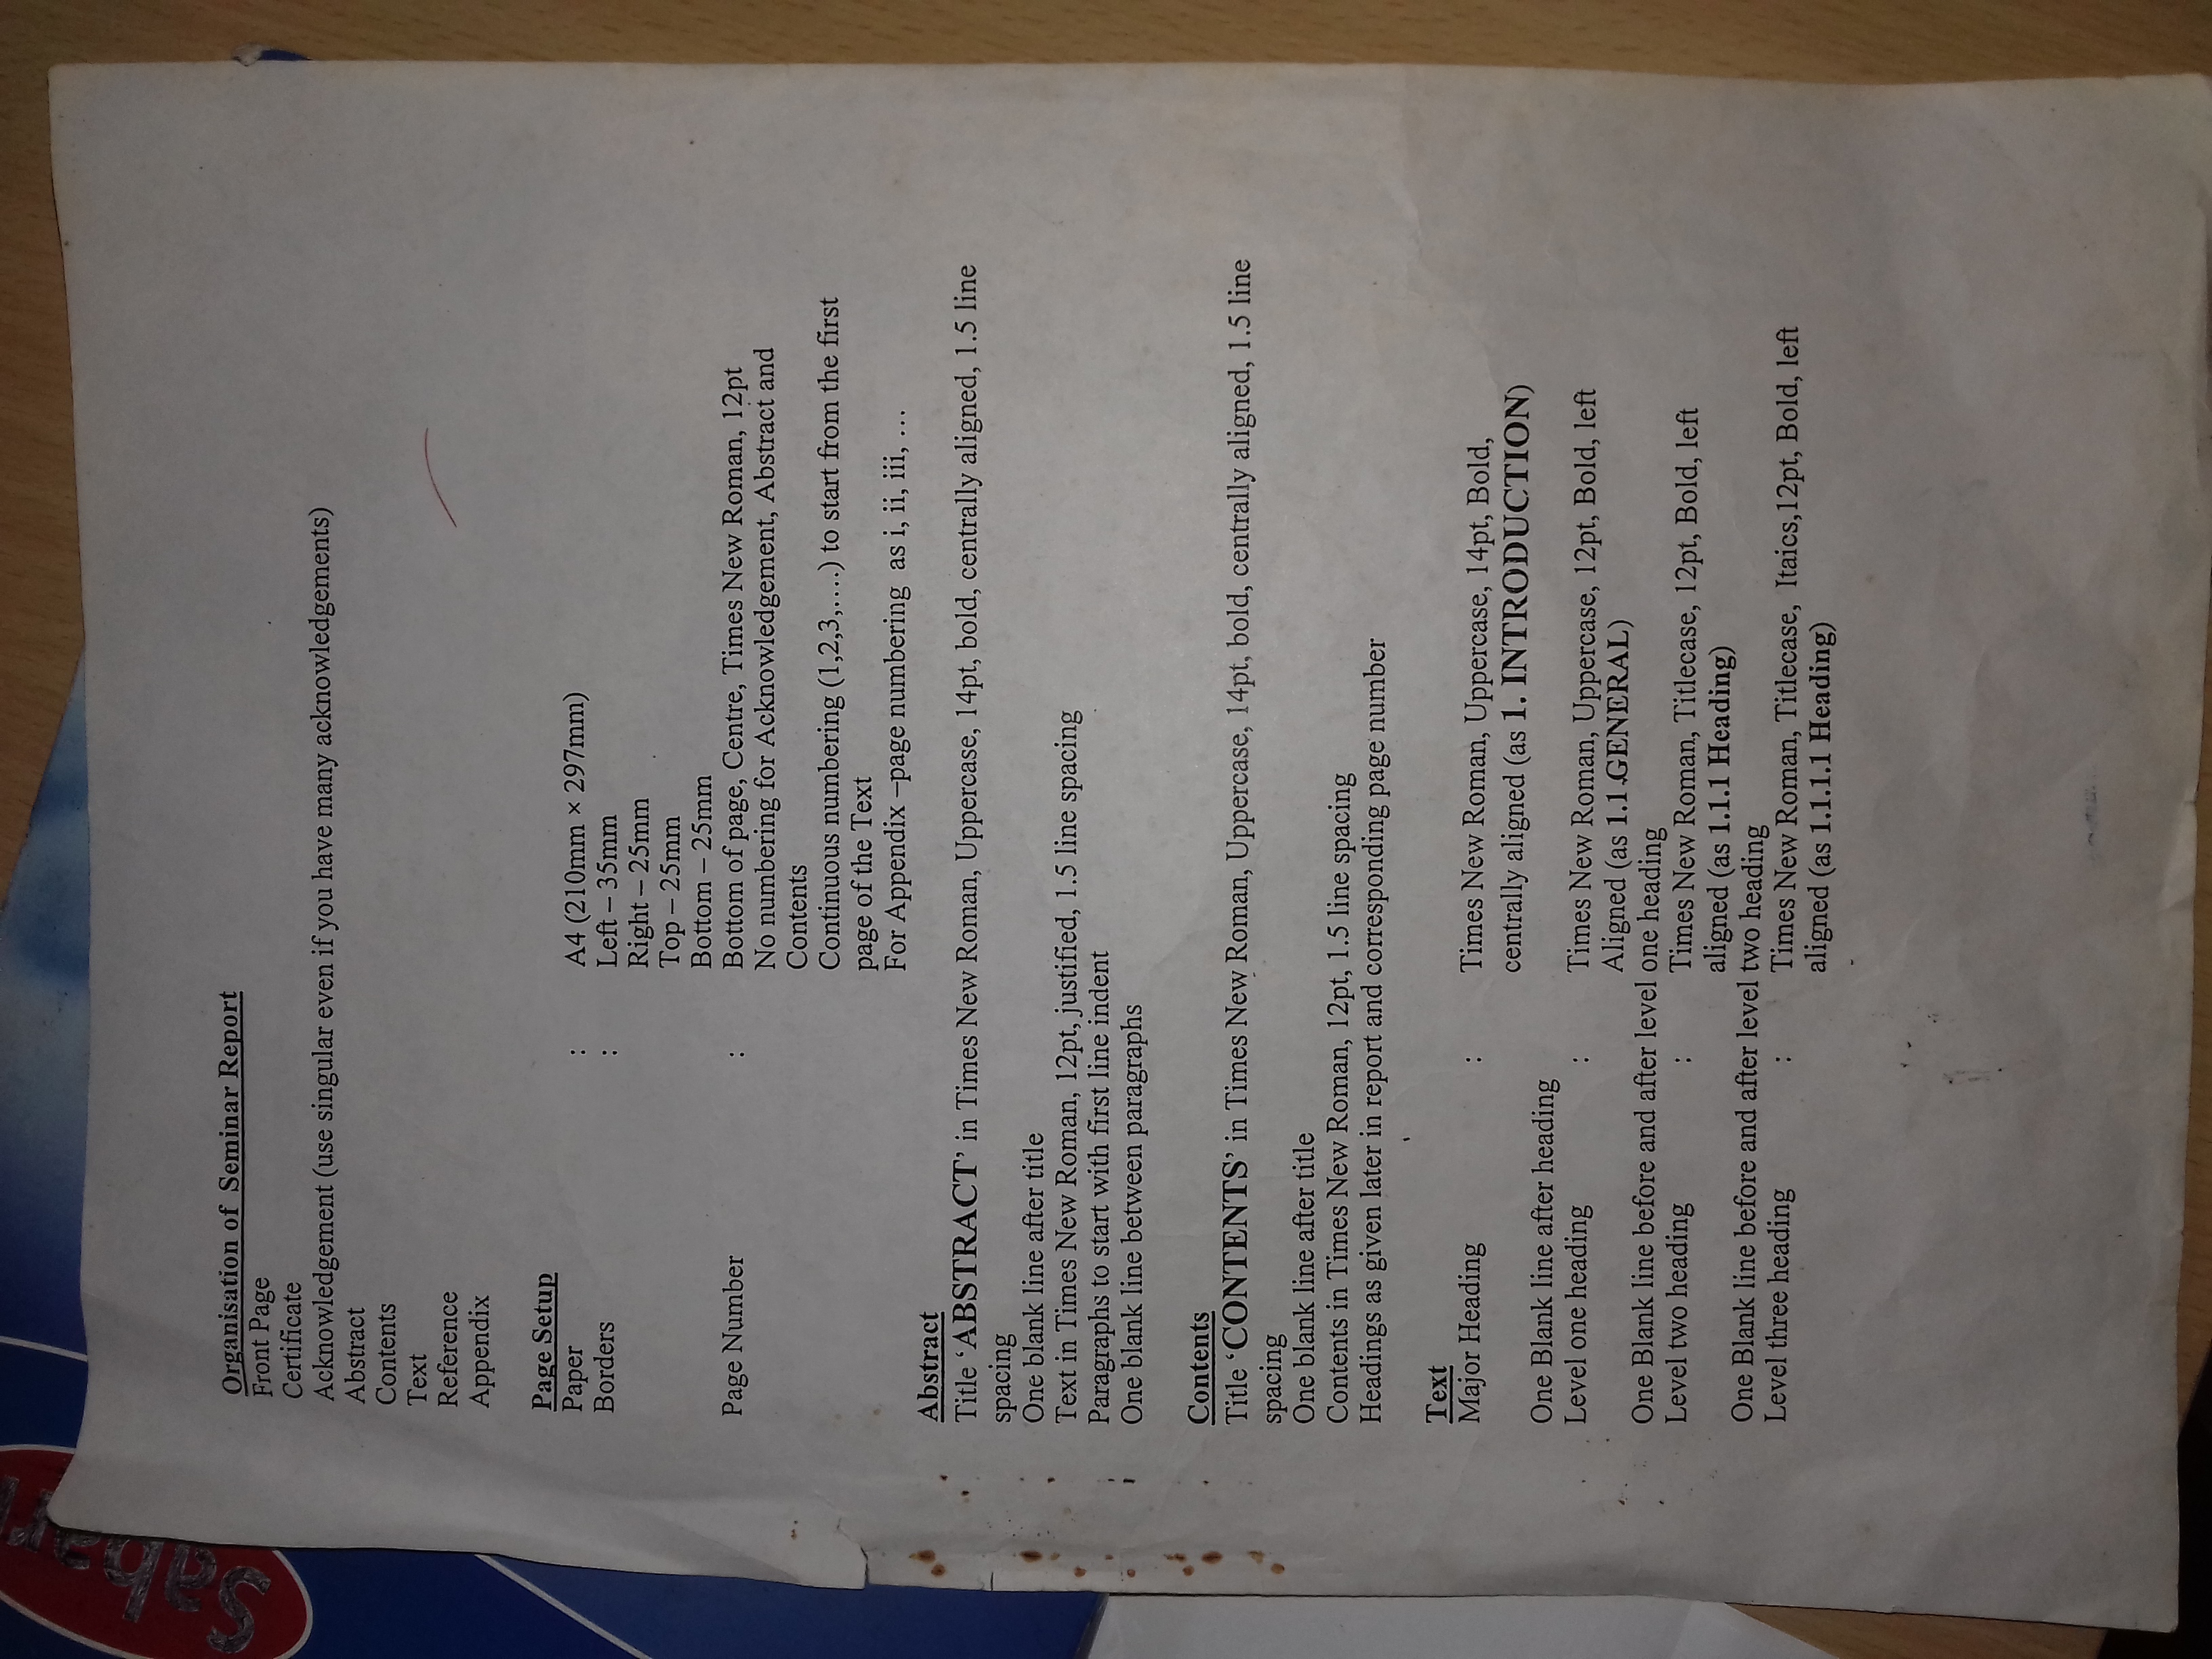 Sabari
Organisation of Seminar Report
Front Page
Certificate
Acknowledgement (use singular even if you have many acknowledgements)
Abstract
Contents
Text
Reference
Appendix
Page Setup
Paper : A4 (210mm × 297mm)
Borders : Left – 35mm
Right – 25mm
Top – 25mm
Bottom – 25mm
Page Number : Bottom of page, Centre, Times New Roman, 12pt
No numbering for Acknowledgement, Abstract and
Contents
Continuous numbering (1,2,3,....) to start from the first
page of the Text
For Appendix –page numbering as i, ii, iii, ...
Abstract
Title ‘ABSTRACT’ in Times New Roman, Uppercase, 14pt, bold, centrally aligned, 1.5 line
spacing
One blank line after title
Text in Times New Roman, 12pt, justified, 1.5 line spacing
Paragraphs to start with first line indent
One blank line between paragraphs
Contents
Title ‘CONTENTS’ in Times New Roman, Uppercase, 14pt, bold, centrally aligned, 1.5 line
spacing
One blank line after title
Contents in Times New Roman, 12pt, 1.5 line spacing
Headings as given later in report and corresponding page number
Text
Major Heading : Times New Roman, Uppercase, 14pt, Bold,
centrally aligned (as 1. INTRODUCTION)
One Blank line after heading
Level one heading : Times New Roman, Uppercase, 12pt, Bold, left
Aligned (as 1.1 GENERAL)
One Blank line before and after level one heading
Level two heading : Times New Roman, Titlecase, 12pt, Bold, left
aligned (as 1.1.1 Heading)
One Blank line before and after level two heading
Level three heading : Times New Roman, Titlecase, Itaics,12pt, Bold, left
aligned (as 1.1.1.1 Heading)